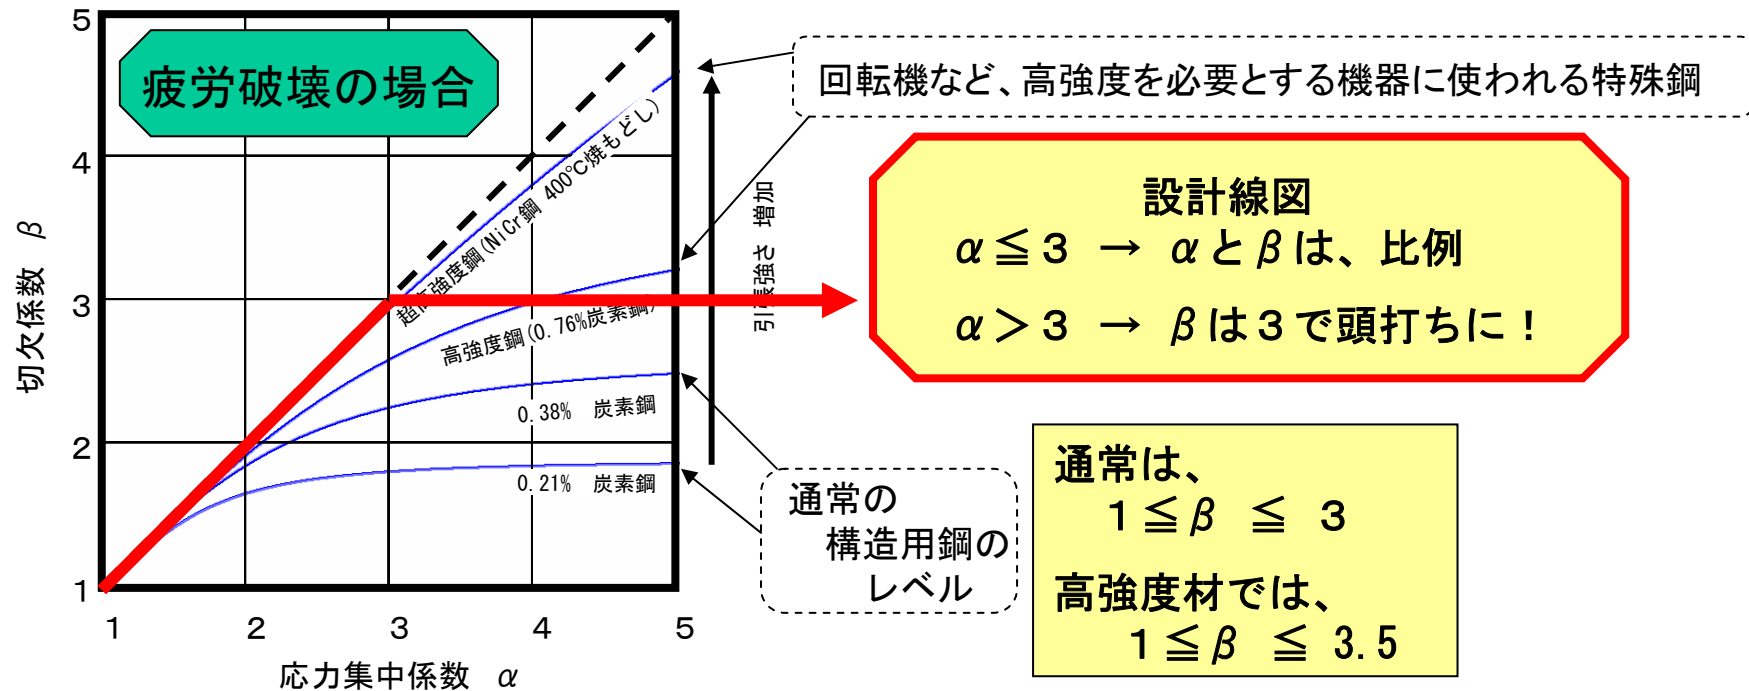 疲労破壊の場合
5
4
3
2
1
切欠係数 β
1
2
3
4
5
応力集中係数 α
超高強度鋼(NiCr鋼 400℃焼もどし)
高強度鋼(0.76%炭素鋼)
0.38% 炭素鋼
0.21% 炭素鋼
引張強さ 増加
回転機など、高強度を必要とする機器に使われる特殊鋼
設計線図
α≦3 → αとβは、比例
α>3 → βは3で頭打ちに!
通常の
構造用鋼の
レベル
通常は、
1≦β ≦ 3
高強度材では、
1≦β ≦ 3.5